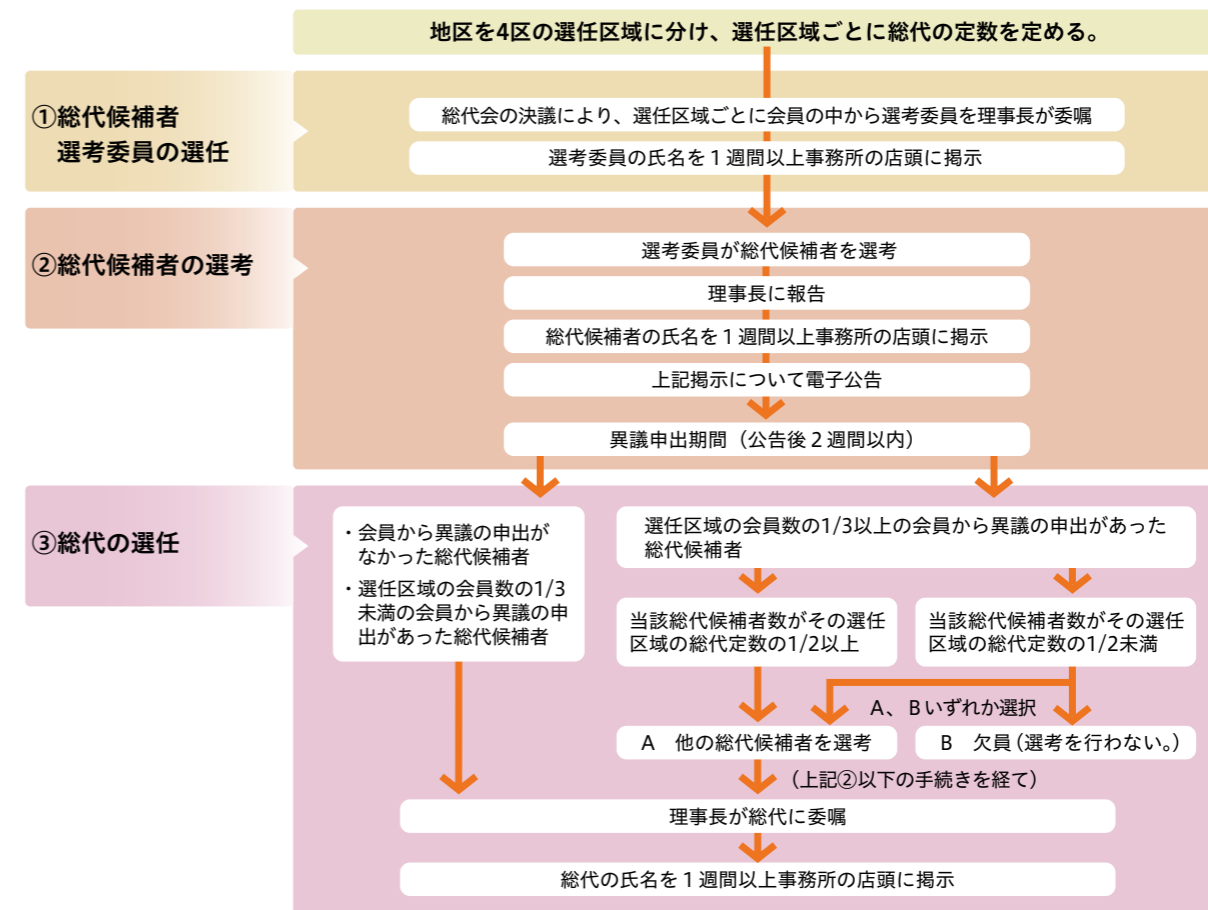 地区を4区の選任区域に分け、選任区域ごとに総代の定数を定める。
①総代候補者
選考委員の選任
総代会の決議により、選任区域ごとに会員の中から選考委員を理事長が委嘱
選考委員の氏名を1週間以上事務所の店頭に掲示
②総代候補者の選考
選考委員が総代候補者を選考
理事長に報告
総代候補者の氏名を1週間以上事務所の店頭に掲示
上記掲示について電子公告
異議申出期間（公告後2週間以内）
③総代の選任
・会員から異議の申出が
なかった総代候補者
・選任区域の会員数の1/3
未満の会員から異議の申
出があった総代候補者
選任区域の会員数の1/3以上の会員から異議の申出があった
総代候補者
当該総代候補者数がその選任
区域の総代定数の1/2以上
当該総代候補者数がその選任
区域の総代定数の1/2未満
A、Bいずれか選択
A　他の総代候補者を選考
B　欠員（選考を行わない。）
（上記②以下の手続きを経て）
理事長が総代に委嘱
総代の氏名を1週間以上事務所の店頭に掲示